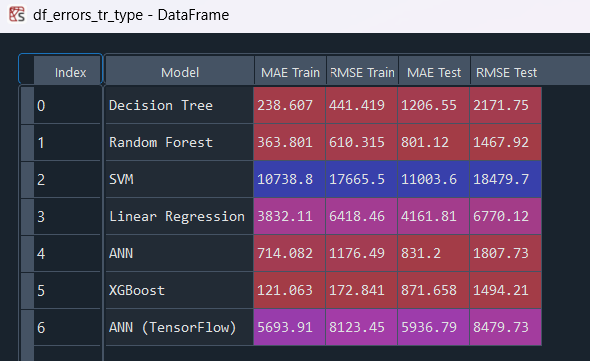 df_errors_tr_type - DataFrame
Index Model MAE Train RMSE Train MAE Test RMSE Test
0 Decision Tree 238.607 441.419 1206.55 2171.75
1 Random Forest 363.801 610.315 801.12 1467.92
2 SVM 10738.8 17665.5 11003.6 18479.7
3 Linear Regression 3832.11 6418.46 4161.81 6770.12
4 ANN 714.082 1176.49 831.2 1807.73
5 XGBoost 121.063 172.841 871.658 1494.21
6 ANN (TensorFlow) 5693.91 8123.45 5936.79 8479.73